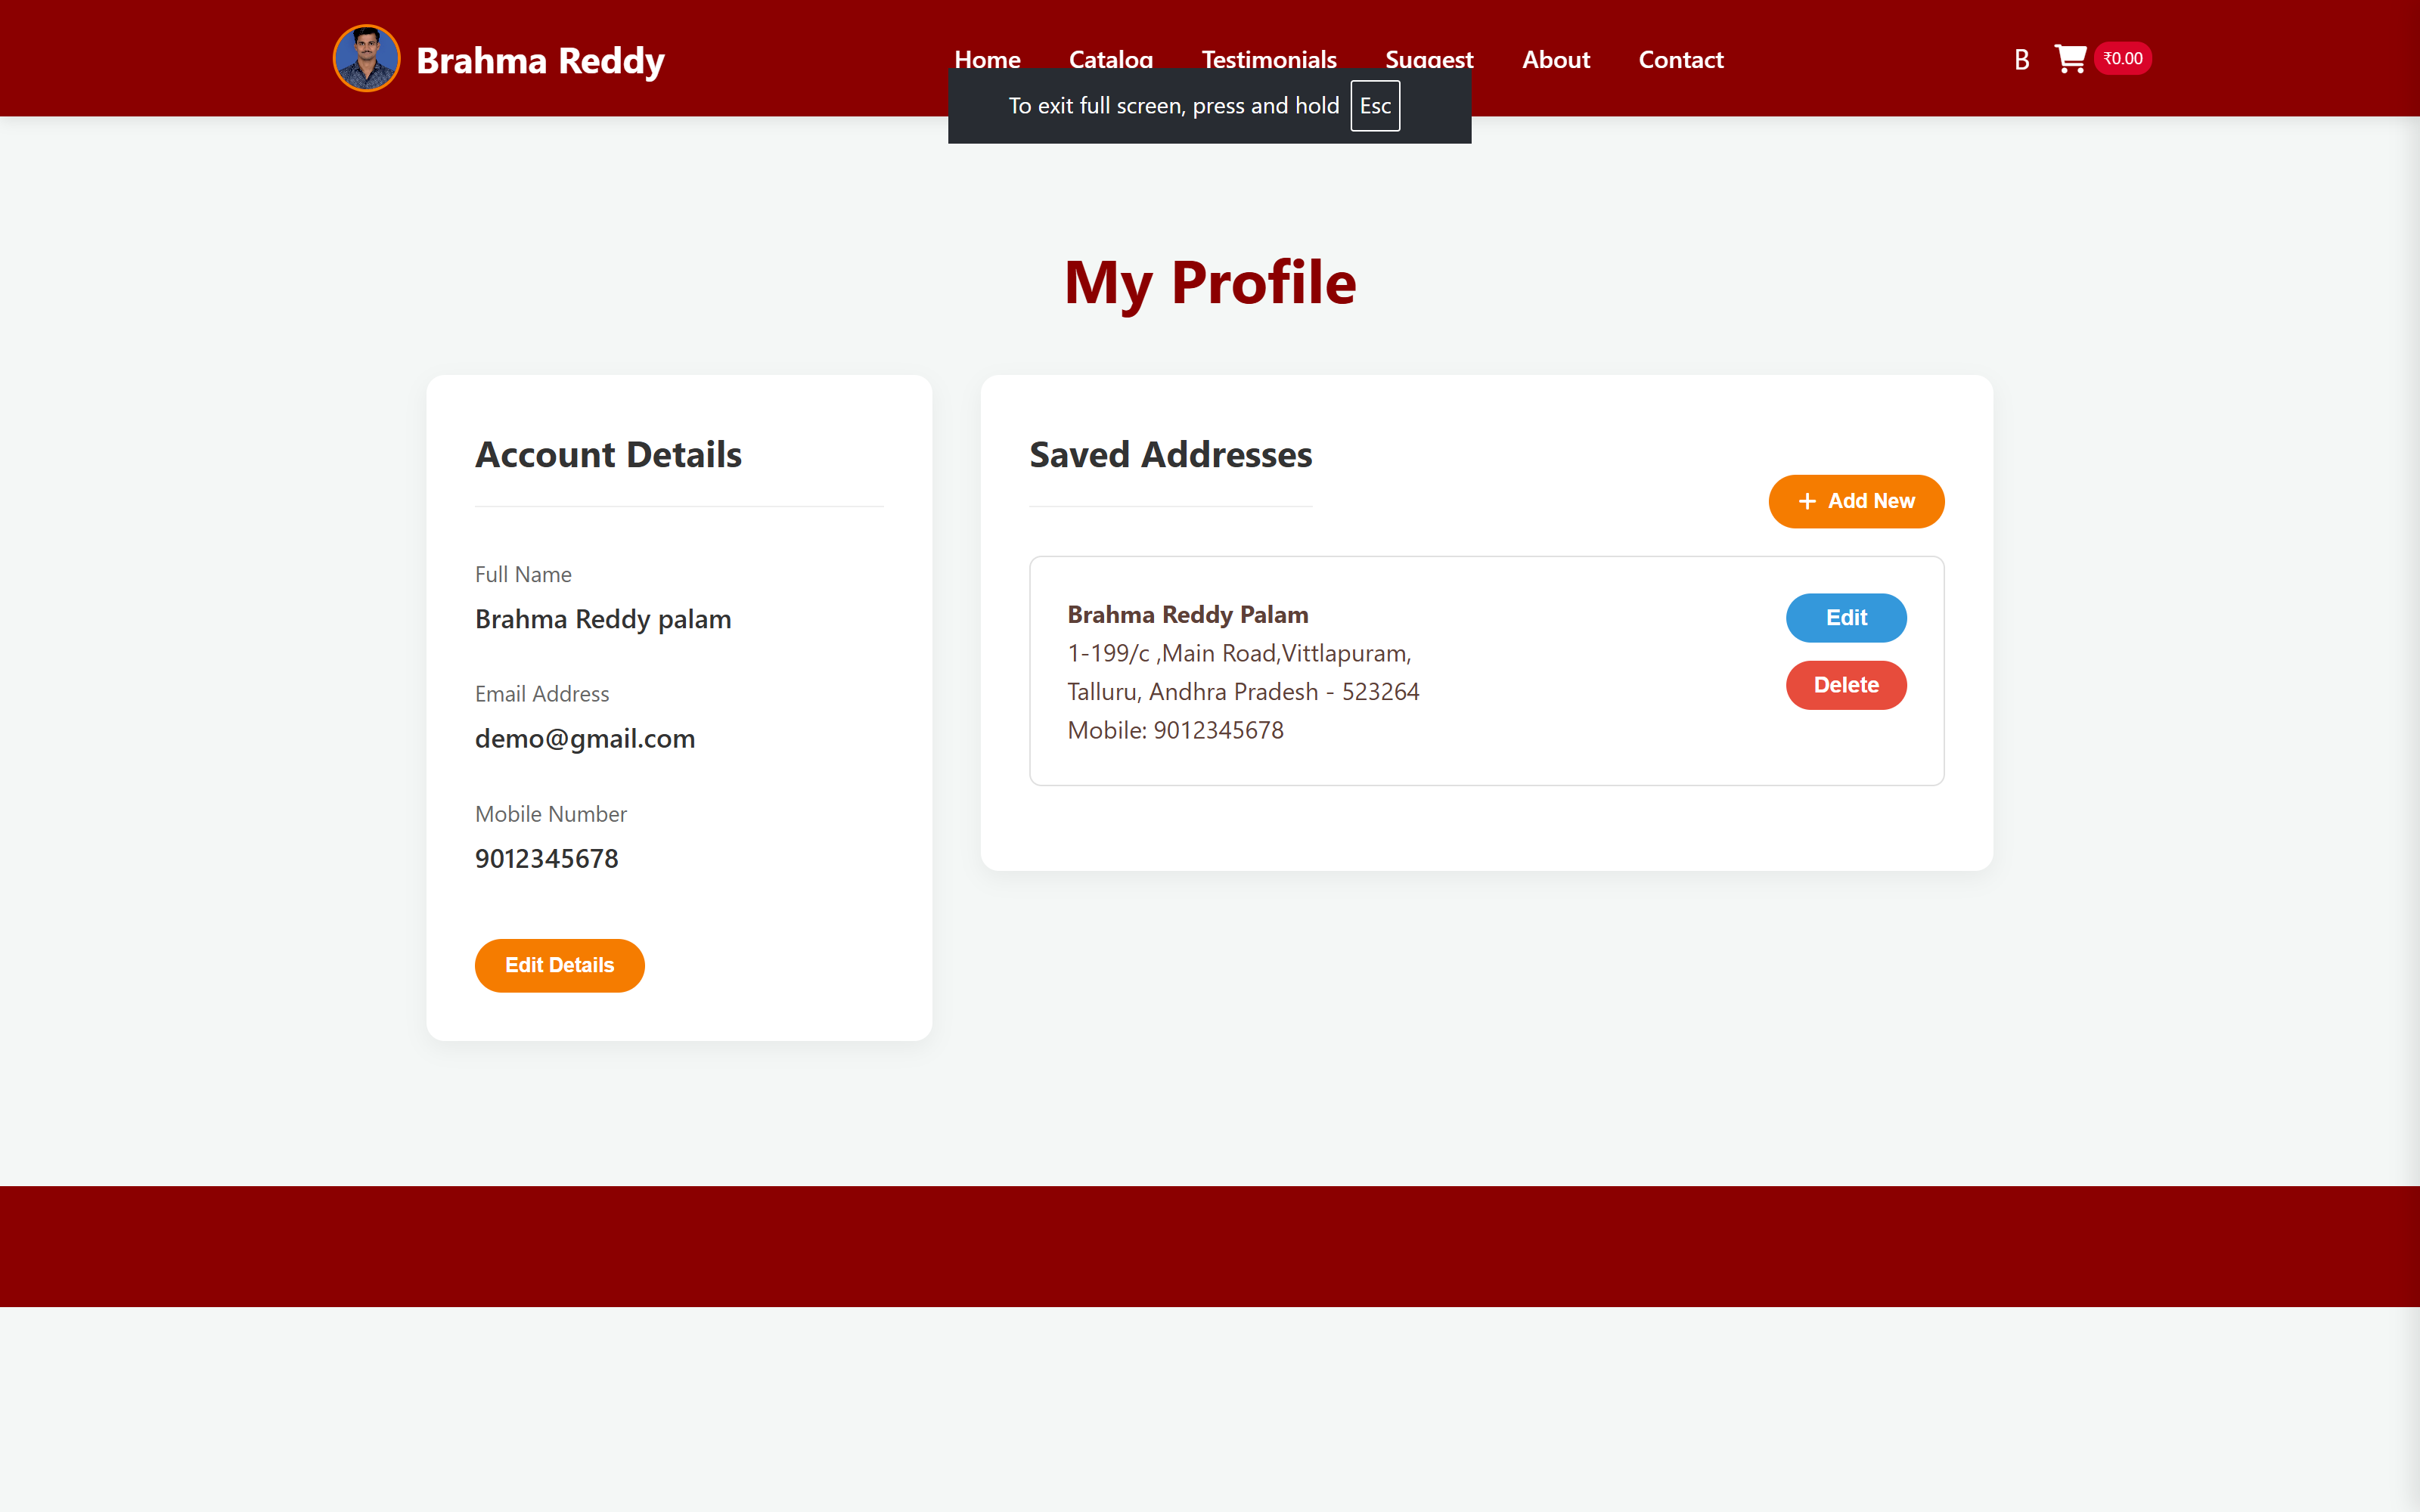 Brahma Reddy
Home Catalog Testimonials Suggest About Contact
B ₹0.00
To exit full screen, press and hold Esc
My Profile
Account Details
Full Name
Brahma Reddy palam
Email Address
demo@gmail.com
Mobile Number
9012345678
Edit Details
Saved Addresses
+ Add New
Brahma Reddy Palam
1-199/c ,Main Road,Vittlapuram,
Talluru, Andhra Pradesh - 523264
Mobile: 9012345678
Edit
Delete